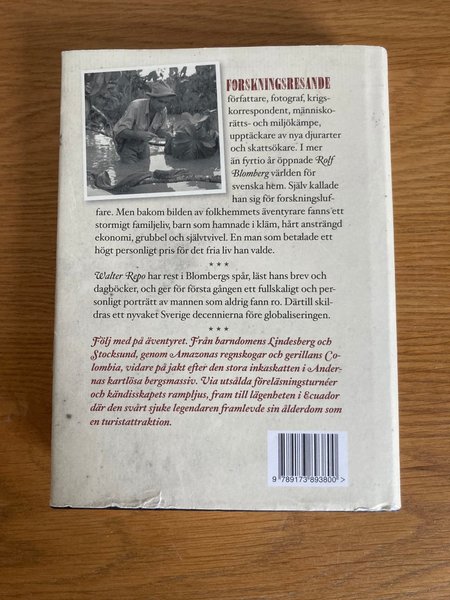 FORSKNINGSRESANDE
författare, fotograf, krigs-
korrespondent, människo-
rätts- och miljökämpe,
upptäckare av nya djurarter
och skattsökare. I mer
än fyrtio år öppnade Rolf
Blomberg världen för
svenska hem. Själv kallade
han sig för forskningsluf-
fare. Men bakom bilden av folkhemmets äventyrare fanns ett
stormigt familjeliv, barn som hamnade i kläm, hårt ansträngd
ekonomi, grubbel och självtvivel. En man som betalade ett
högt personligt pris för det fria liv han valde.
★ ★ ★
Walter Repo har rest i Blombergs spår, läst hans brev och
dagböcker, och ger för första gången ett fullskaligt och per-
sonligt porträtt av mannen som aldrig fann ro. Därtill skild-
ras ett nyvaket Sverige decennierna före globaliseringen.
★ ★ ★
Följ med på äventyret. Från barndomens Lindesberg och
Stocksund, genom Amazonas regnskogar och gerillans Co-
lombia, vidare på jakt efter den stora inkaskatten i Ander-
nas kartlösa bergsmassiv. Via utsålda föreläsningsturnéer
och kändisskapets rampljus, fram till lägenheten i Ecuador
där den svårt sjuke legendaren framlevde sin ålderdom som
en turistattraktion.
9 789173 893800 >